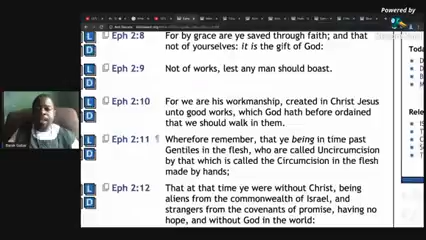 Powered by
L
Eph 2:8
For by grace are ye saved through faith; and that
D
not of yourselves: it is the gift of God:
L
Eph 2:9
Not of works, lest any man should boast.
D
L
Eph 2:10
For we are his workmanship, created in Christ Jesus
D
unto good works, which God hath before ordained
that we should walk in them.
L
Eph 2:11 ¶
Wherefore remember, that ye being in time past
D
Gentiles in the flesh, who are called Uncircumcision
by that which is called the Circumcision in the flesh
made by hands;
L
Eph 2:12
That at that time ye were without Christ, being
D
aliens from the commonwealth of Israel, and
strangers from the covenants of promise, having no
hope, and without God in the world: